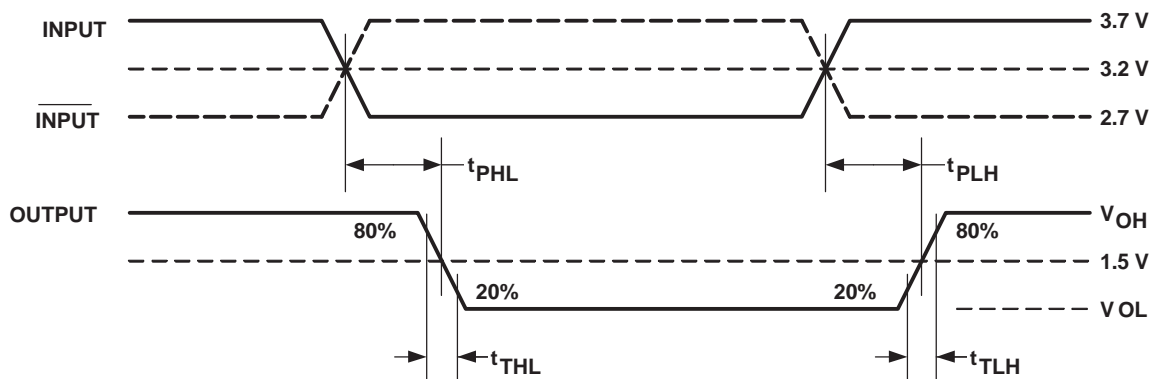 INPUT
3.7 V
3.2 V
INPUT
2.7 V
tPHL
tPLH
OUTPUT
VOH
80%
80%
1.5 V
20%
20%
VOL
tTHL
tTLH